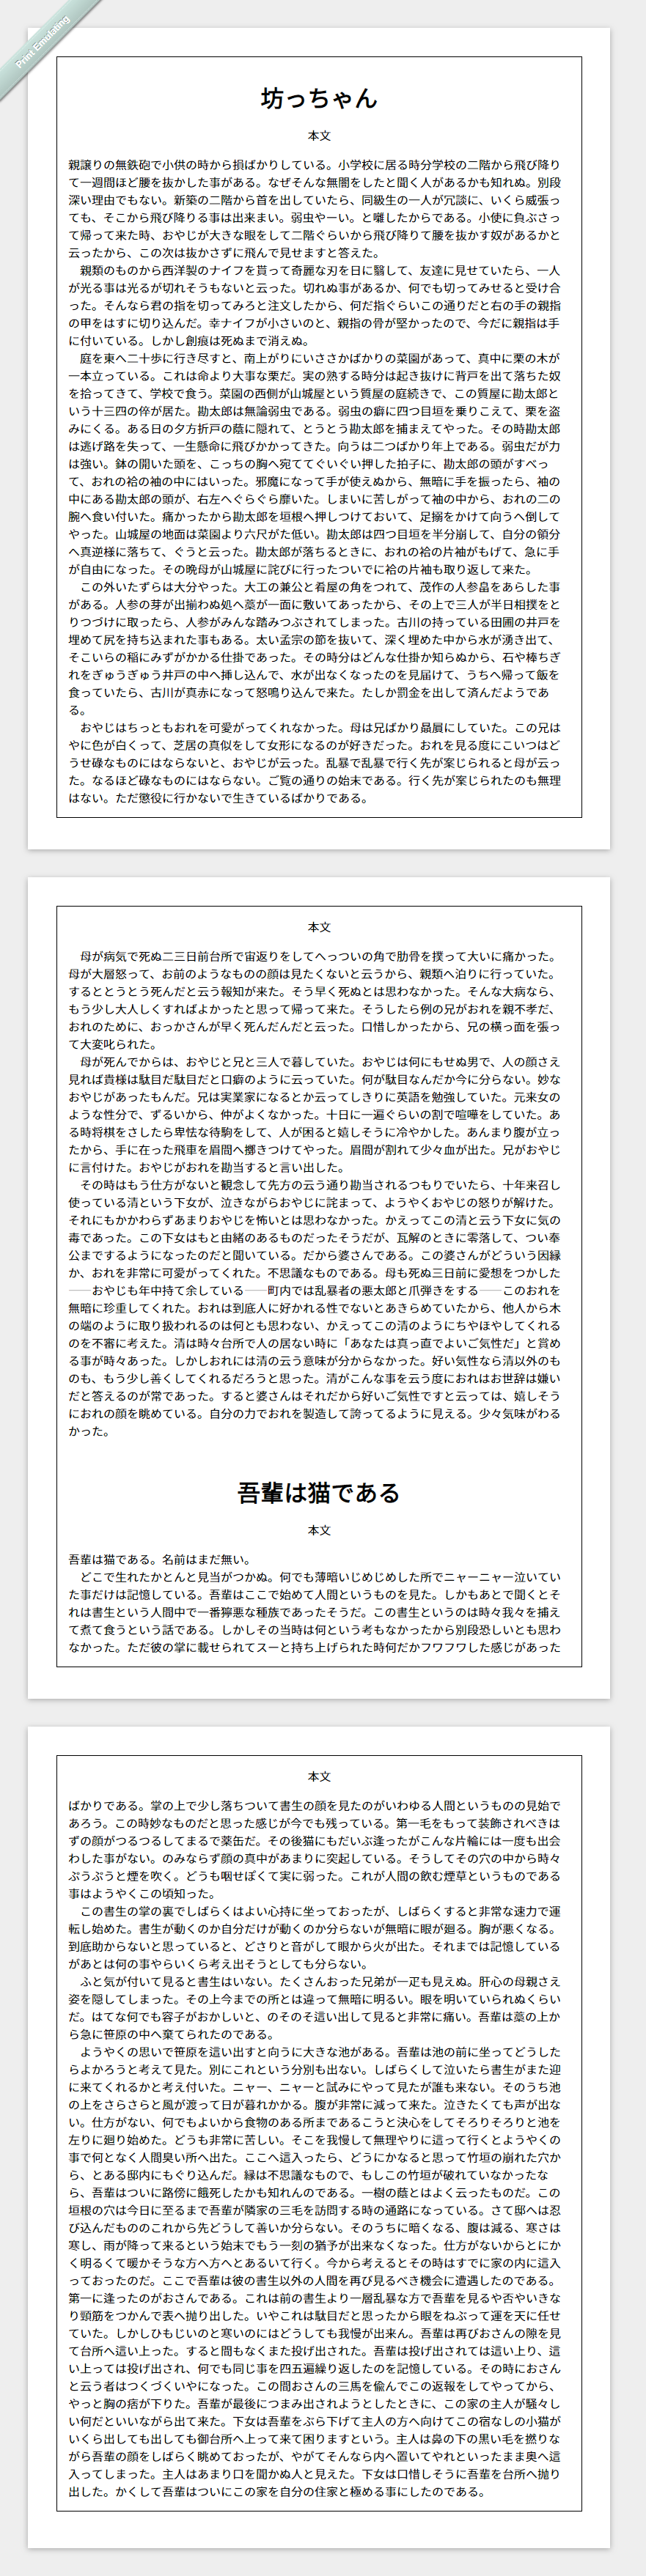 Print Emulating
坊っちゃん
本文
親譲りの無鉄砲で小供の時から損ばかりしている。小学校に居る時分学校の二階から飛び降り
て一週間ほど腰を抜かした事がある。なぜそんな無闇をしたと聞く人があるかも知れぬ。別段
深い理由でもない。新築の二階から首を出していたら、同級生の一人が冗談に、いくら威張っ
ても、そこから飛び降りる事は出来まい。弱虫やーい。と囃したからである。小使に負ぶさっ
て帰って来た時、おやじが大きな眼をして二階ぐらいから飛び降りて腰を抜かす奴があるかと
云ったから、この次は抜かさずに飛んで見せますと答えた。
　親類のものから西洋製のナイフを貰って奇麗な刃を日に翳して、友達に見せていたら、一人
が光る事は光るが切れそうもないと云った。切れぬ事があるか、何でも切ってみせると受け合
った。そんなら君の指を切ってみろと注文したから、何だ指ぐらいこの通りだと右の手の親指
の甲をはすに切り込んだ。幸ナイフが小さいのと、親指の骨が堅かったので、今だに親指は手
に付いている。しかし創痕は死ぬまで消えぬ。
　庭を東へ二十歩に行き尽すと、南上がりにいささかばかりの菜園があって、真中に栗の木が
一本立っている。これは命より大事な栗だ。実の熟する時分は起き抜けに背戸を出て落ちた奴
を拾ってきて、学校で食う。菜園の西側が山城屋という質屋の庭続きで、この質屋に勘太郎と
いう十三四の倅が居た。勘太郎は無論弱虫である。弱虫の癖に四つ目垣を乗りこえて、栗を盗
みにくる。ある日の夕方折戸の蔭に隠れて、とうとう勘太郎を捕まえてやった。その時勘太郎
は逃げ路を失って、一生懸命に飛びかかってきた。向うは二つばかり年上である。弱虫だが力
は強い。鉢の開いた頭を、こっちの胸へ宛ててぐいぐい押した拍子に、勘太郎の頭がすべっ
て、おれの袷の袖の中にはいった。邪魔になって手が使えぬから、無暗に手を振ったら、袖の
中にある勘太郎の頭が、右左へぐらぐら靡いた。しまいに苦しがって袖の中から、おれの二の
腕へ食い付いた。痛かったから勘太郎を垣根へ押しつけておいて、足搦をかけて向うへ倒して
やった。山城屋の地面は菜園より六尺がた低い。勘太郎は四つ目垣を半分崩して、自分の領分
へ真逆様に落ちて、ぐうと云った。勘太郎が落ちるときに、おれの袷の片袖がもげて、急に手
が自由になった。その晩母が山城屋に詫びに行ったついでに袷の片袖も取り返して来た。
　この外いたずらは大分やった。大工の兼公と肴屋の角をつれて、茂作の人参畠をあらした事
がある。人参の芽が出揃わぬ処へ藁が一面に敷いてあったから、その上で三人が半日相撲をと
りつづけに取ったら、人参がみんな踏みつぶされてしまった。古川の持っている田圃の井戸を
埋めて尻を持ち込まれた事もある。太い孟宗の節を抜いて、深く埋めた中から水が湧き出て、
そこいらの稲にみずがかかる仕掛であった。その時分はどんな仕掛か知らぬから、石や棒ちぎ
れをぎゅうぎゅう井戸の中へ挿し込んで、水が出なくなったのを見届けて、うちへ帰って飯を
食っていたら、古川が真赤になって怒鳴り込んで来た。たしか罰金を出して済んだようであ
る。
　おやじはちっともおれを可愛がってくれなかった。母は兄ばかり贔屓にしていた。この兄は
やに色が白くって、芝居の真似をして女形になるのが好きだった。おれを見る度にこいつはど
うせ碌なものにはならないと、おやじが云った。乱暴で乱暴で行く先が案じられると母が云っ
た。なるほど碌なものにはならない。ご覧の通りの始末である。行く先が案じられたのも無理
はない。ただ懲役に行かないで生きているばかりである。
本文
　母が病気で死ぬ二三日前台所で宙返りをしてへっついの角で肋骨を撲って大いに痛かった。
母が大層怒って、お前のようなものの顔は見たくないと云うから、親類へ泊りに行っていた。
するととうとう死んだと云う報知が来た。そう早く死ぬとは思わなかった。そんな大病なら、
もう少し大人しくすればよかったと思って帰って来た。そうしたら例の兄がおれを親不孝だ、
おれのために、おっかさんが早く死んだんだと云った。口惜しかったから、兄の横っ面を張っ
て大変叱られた。
　母が死んでからは、おやじと兄と三人で暮していた。おやじは何にもせぬ男で、人の顔さえ
見れば貴様は駄目だ駄目だと口癖のように云っていた。何が駄目なんだか今に分らない。妙な
おやじがあったもんだ。兄は実業家になるとか云ってしきりに英語を勉強していた。元来女の
ような性分で、ずるいから、仲がよくなかった。十日に一遍ぐらいの割で喧嘩をしていた。あ
る時将棋をさしたら卑怯な待駒をして、人が困ると嬉しそうに冷やかした。あんまり腹が立っ
たから、手に在った飛車を眉間へ擲きつけてやった。眉間が割れて少々血が出た。兄がおやじ
に言付けた。おやじがおれを勘当すると言い出した。
　その時はもう仕方がないと観念して先方の云う通り勘当されるつもりでいたら、十年来召し
使っている清という下女が、泣きながらおやじに詫まって、ようやくおやじの怒りが解けた。
それにもかかわらずあまりおやじを怖いとは思わなかった。かえってこの清と云う下女に気の
毒であった。この下女はもと由緒のあるものだったそうだが、瓦解のときに零落して、つい奉
公までするようになったのだと聞いている。だから婆さんである。この婆さんがどういう因縁
か、おれを非常に可愛がってくれた。不思議なものである。母も死ぬ三日前に愛想をつかした
――おやじも年中持て余している――町内では乱暴者の悪太郎と爪弾きをする――このおれを
無暗に珍重してくれた。おれは到底人に好かれる性でないとあきらめていたから、他人から木
の端のように取り扱われるのは何とも思わない、かえってこの清のようにちやほやしてくれる
のを不審に考えた。清は時々台所で人の居ない時に「あなたは真っ直でよいご気性だ」と賞め
る事が時々あった。しかしおれには清の云う意味が分からなかった。好い気性なら清以外のも
のも、もう少し善くしてくれるだろうと思った。清がこんな事を云う度におれはお世辞は嫌い
だと答えるのが常であった。すると婆さんはそれだから好いご気性ですと云っては、嬉しそう
におれの顔を眺めている。自分の力でおれを製造して誇ってるように見える。少々気味がわる
かった。
吾輩は猫である
本文
吾輩は猫である。名前はまだ無い。
　どこで生れたかとんと見当がつかぬ。何でも薄暗いじめじめした所でニャーニャー泣いてい
た事だけは記憶している。吾輩はここで始めて人間というものを見た。しかもあとで聞くとそ
れは書生という人間中で一番獰悪な種族であったそうだ。この書生というのは時々我々を捕え
て煮て食うという話である。しかしその当時は何という考もなかったから別段恐しいとも思わ
なかった。ただ彼の掌に載せられてスーと持ち上げられた時何だかフワフワした感じがあった
本文
ばかりである。掌の上で少し落ちついて書生の顔を見たのがいわゆる人間というものの見始で
あろう。この時妙なものだと思った感じが今でも残っている。第一毛をもって装飾されべきは
ずの顔がつるつるしてまるで薬缶だ。その後猫にもだいぶ逢ったがこんな片輪には一度も出会
わした事がない。のみならず顔の真中があまりに突起している。そうしてその穴の中から時々
ぷうぷうと煙を吹く。どうも咽せぽくて実に弱った。これが人間の飲む煙草というものである
事はようやくこの頃知った。
　この書生の掌の裏でしばらくはよい心持に坐っておったが、しばらくすると非常な速力で運
転し始めた。書生が動くのか自分だけが動くのか分らないが無暗に眼が廻る。胸が悪くなる。
到底助からないと思っていると、どさりと音がして眼から火が出た。それまでは記憶している
があとは何の事やらいくら考え出そうとしても分らない。
　ふと気が付いて見ると書生はいない。たくさんおった兄弟が一疋も見えぬ。肝心の母親さえ
姿を隠してしまった。その上今までの所とは違って無暗に明るい。眼を明いていられぬくらい
だ。はてな何でも容子がおかしいと、のそのそ這い出して見ると非常に痛い。吾輩は藁の上か
ら急に笹原の中へ棄てられたのである。
　ようやくの思いで笹原を這い出すと向うに大きな池がある。吾輩は池の前に坐ってどうした
らよかろうと考えて見た。別にこれという分別も出ない。しばらくして泣いたら書生がまた迎
に来てくれるかと考え付いた。ニャー、ニャーと試みにやって見たが誰も来ない。そのうち池
の上をさらさらと風が渡って日が暮れかかる。腹が非常に減って来た。泣きたくても声が出な
い。仕方がない、何でもよいから食物のある所まであるこうと決心をしてそろりそろりと池を
左りに廻り始めた。どうも非常に苦しい。そこを我慢して無理やりに這って行くとようやくの
事で何となく人間臭い所へ出た。ここへ這入ったら、どうにかなると思って竹垣の崩れた穴か
ら、とある邸内にもぐり込んだ。縁は不思議なもので、もしこの竹垣が破れていなかったな
ら、吾輩はついに路傍に餓死したかも知れんのである。一樹の蔭とはよく云ったものだ。この
垣根の穴は今日に至るまで吾輩が隣家の三毛を訪問する時の通路になっている。さて邸へは忍
び込んだもののこれから先どうして善いか分らない。そのうちに暗くなる、腹は減る、寒さは
寒し、雨が降って来るという始末でもう一刻の猶予が出来なくなった。仕方がないからとにか
く明るくて暖かそうな方へ方へとあるいて行く。今から考えるとその時はすでに家の内に這入
っておったのだ。ここで吾輩は彼の書生以外の人間を再び見るべき機会に遭遇したのである。
第一に逢ったのがおさんである。これは前の書生より一層乱暴な方で吾輩を見るや否やいきな
り頸筋をつかんで表へ抛り出した。いやこれは駄目だと思ったから眼をねぶって運を天に任せ
ていた。しかしひもじいのと寒いのにはどうしても我慢が出来ん。吾輩は再びおさんの隙を見
て台所へ這い上った。すると間もなくまた投げ出された。吾輩は投げ出されては這い上り、這
い上っては投げ出され、何でも同じ事を四五遍繰り返したのを記憶している。その時におさん
と云う者はつくづくいやになった。この間おさんの三馬を偸んでこの返報をしてやってから、
やっと胸の痞が下りた。吾輩が最後につまみ出されようとしたときに、この家の主人が騒々し
い何だといいながら出て来た。下女は吾輩をぶら下げて主人の方へ向けてこの宿なしの小猫が
いくら出しても出しても御台所へ上って来て困りますという。主人は鼻の下の黒い毛を撚りな
がら吾輩の顔をしばらく眺めておったが、やがてそんなら内へ置いてやれといったまま奥へ這
入ってしまった。主人はあまり口を聞かぬ人と見えた。下女は口惜しそうに吾輩を台所へ抛り
出した。かくして吾輩はついにこの家を自分の住家と極める事にしたのである。